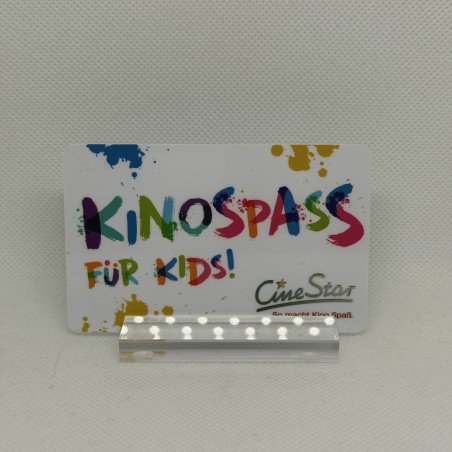 KINOSPASS
FÜR KIDS!
CineStar
So macht Kino Spaß.